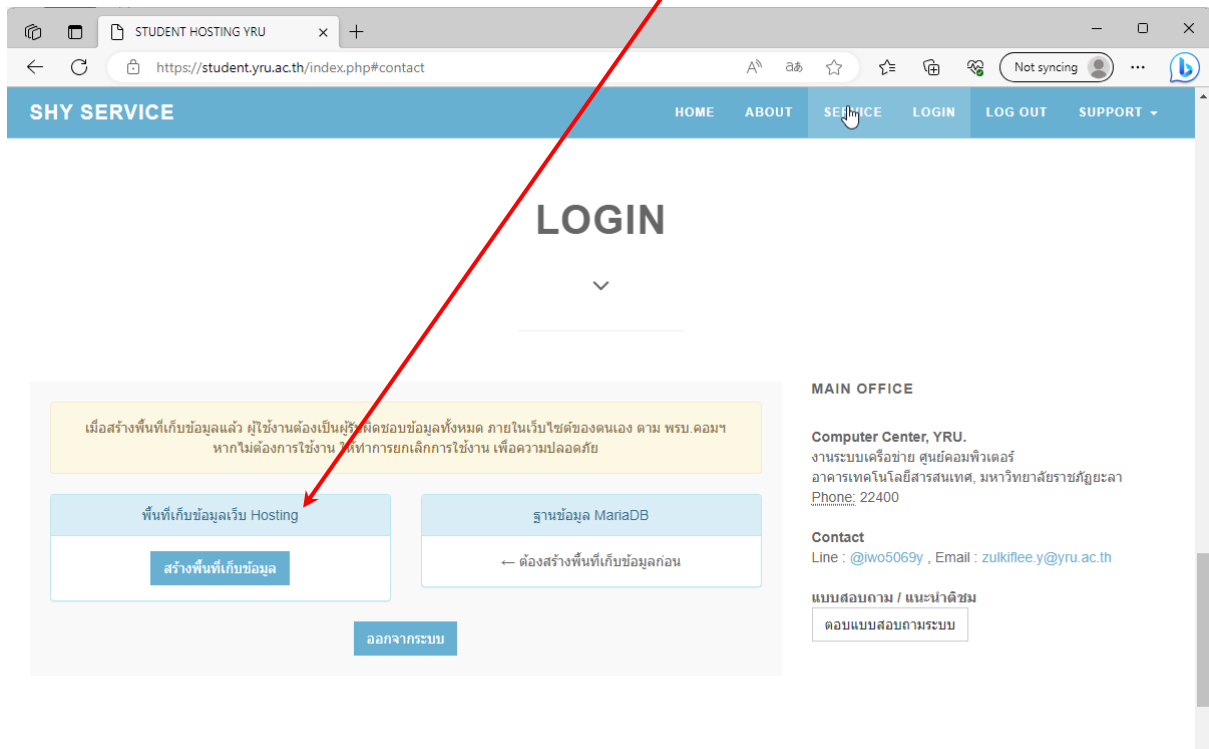 STUDENT HOSTING YRU
https://student.yru.ac.th/index.php#contact
Not syncing
SHY SERVICE
HOME ABOUT SERVICE LOGIN LOG OUT SUPPORT
LOGIN
เมื่อสร้างพื้นที่เก็บข้อมูลแล้ว ผู้ใช้งานต้องเป็นผู้รับผิดชอบข้อมูลทั้งหมด ภายในเว็บไซต์ของตนเอง ตาม พรบ.คอมฯ
หากไม่ต้องการใช้งาน ให้ทำการยกเลิกการใช้งาน เพื่อความปลอดภัย
พื้นที่เก็บข้อมูลเว็บ Hosting
สร้างพื้นที่เก็บข้อมูล
ฐานข้อมูล MariaDB
← ต้องสร้างพื้นที่เก็บข้อมูลก่อน
ออกจากระบบ
MAIN OFFICE
Computer Center, YRU.
งานระบบเครือข่าย ศูนย์คอมพิวเตอร์
อาคารเทคโนโลยีสารสนเทศ, มหาวิทยาลัยราชภัฏยะลา
Phone: 22400
Contact
Line : @iwo5069y , Email : zulkiflee.y@yru.ac.th
แบบสอบถาม / แนะนำติชม
ตอบแบบสอบถามระบบ